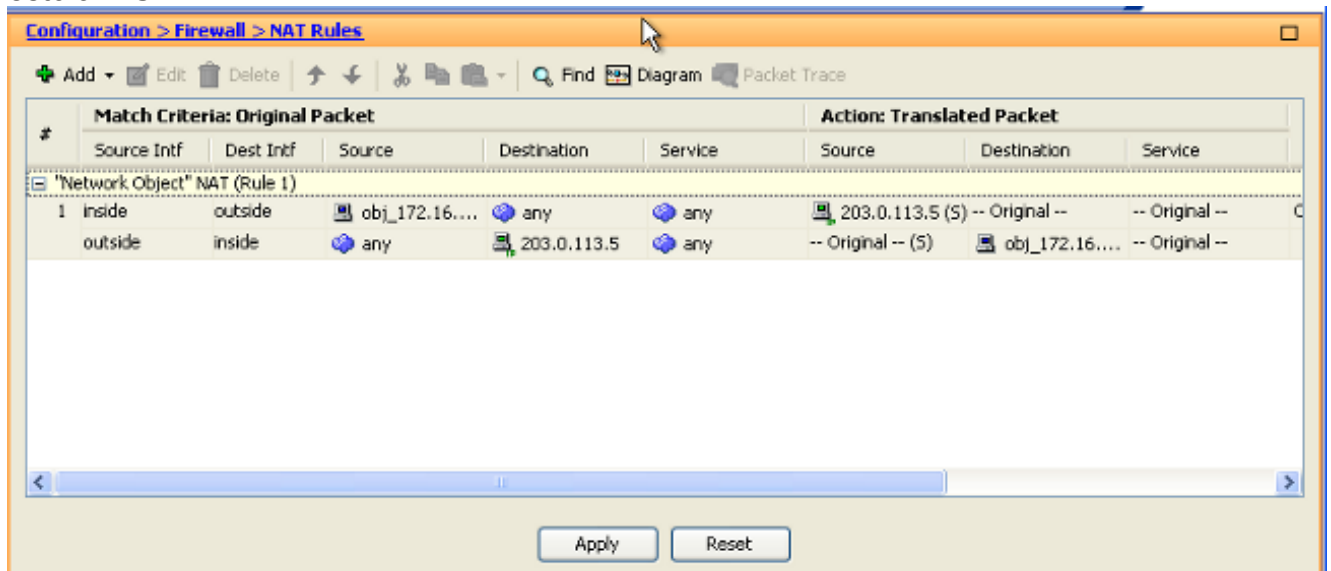 Configuration > Firewall > NAT Rules
Add Edit Delete Find Diagram Packet Trace
# Match Criteria: Original Packet Action: Translated Packet
Source Intf Dest Intf Source Destination Service Source Destination Service
"Network Object" NAT (Rule 1)
1 inside outside obj_172.16.... any any 203.0.113.5 (S) -- Original -- -- Original --
outside inside any 203.0.113.5 any -- Original -- (S) obj_172.16.... -- Original --
Apply Reset